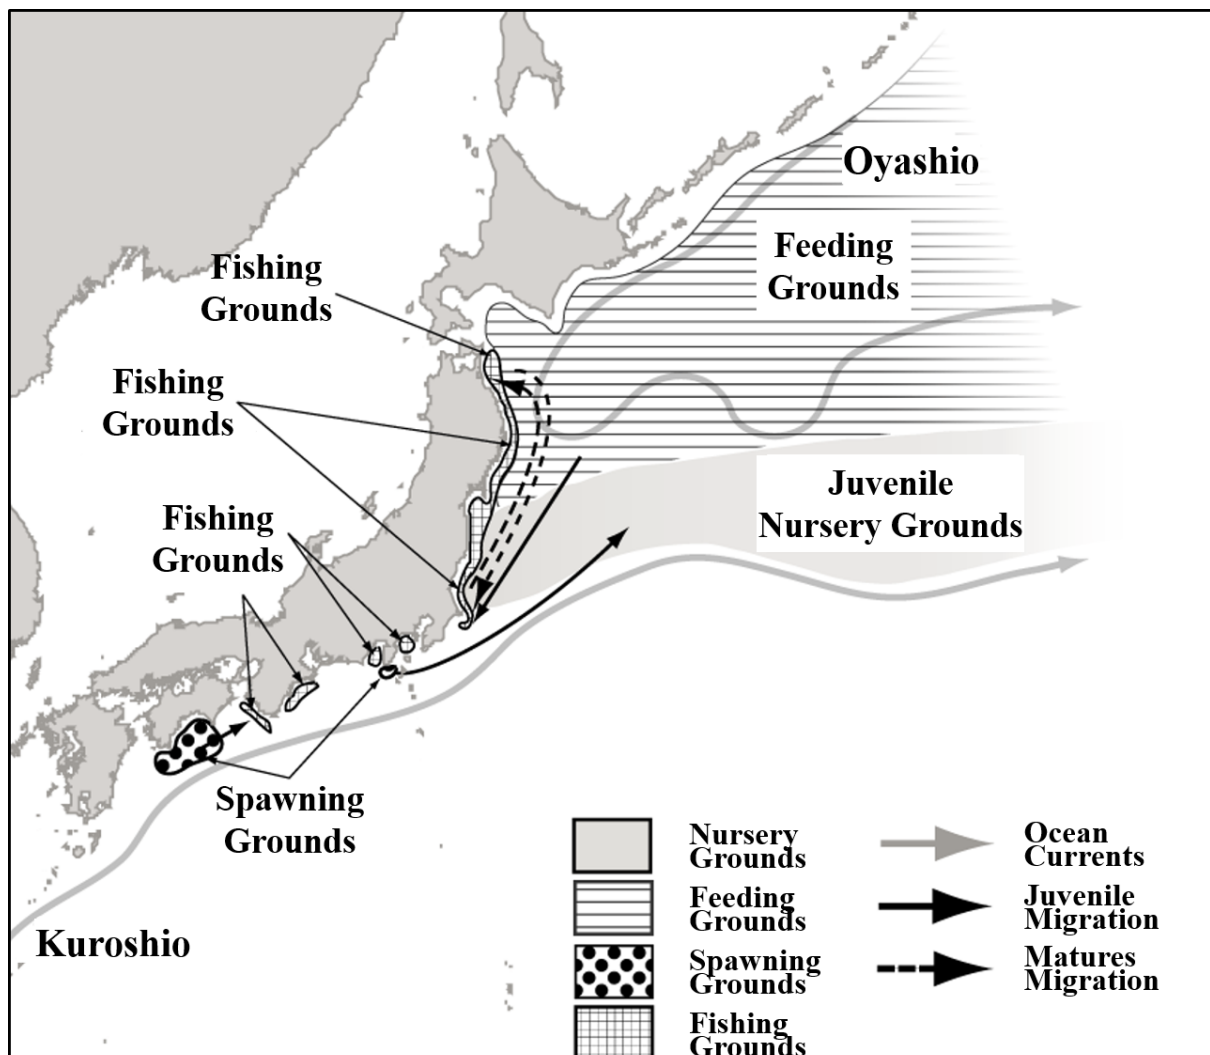 Oyashio
Feeding
Grounds
Fishing
Grounds
Fishing
Grounds
Juvenile
Nursery Grounds
Fishing
Grounds
Spawning
Grounds
Kuroshio
Nursery
Grounds
Feeding
Grounds
Spawning
Grounds
Fishing
Grounds
Ocean
Currents
Juvenile
Migration
Matures
Migration